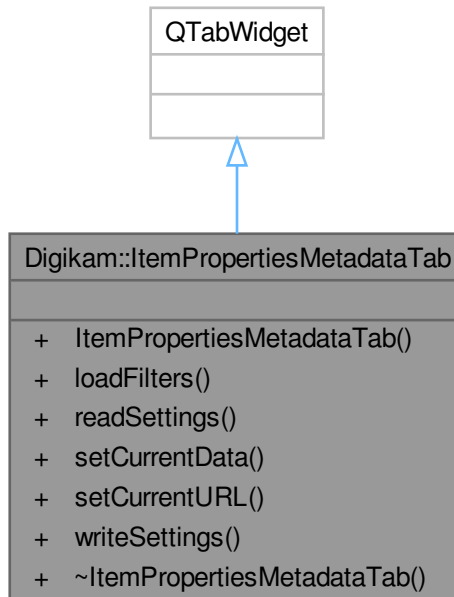 QTabWidget
Digikam::ItemPropertiesMetadataTab
+ ItemPropertiesMetadataTab()
+ loadFilters()
+ readSettings()
+ setCurrentData()
+ setCurrentURL()
+ writeSettings()
+ ~ItemPropertiesMetadataTab()